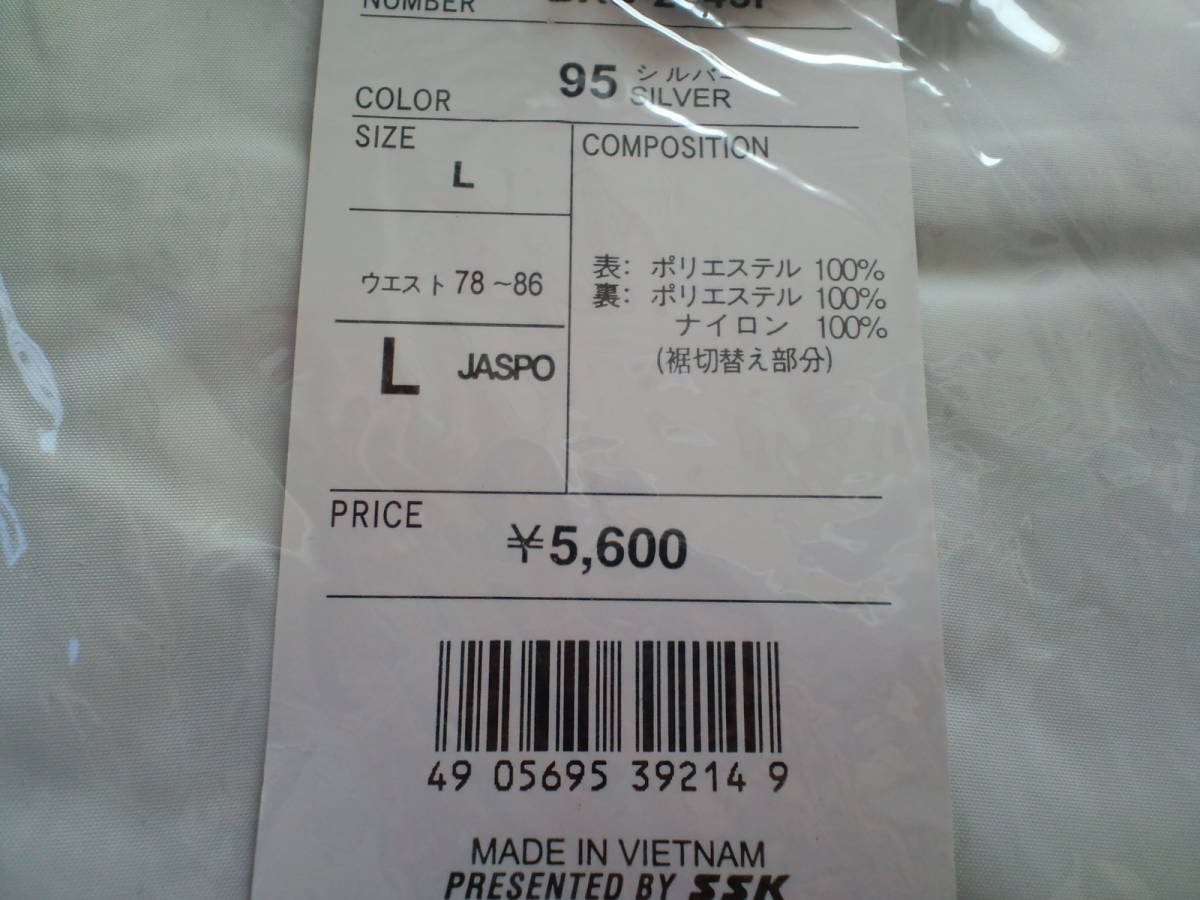 NUMBER
COLOR 95 シルバー
SILVER
SIZE
L
ウエスト 78~86
L JASPO
COMPOSITION
表: ポリエステル 100%
裏: ポリエステル 100%
ナイロン 100%
(裾切替え部分)
PRICE
¥5,600
49 05695 39214 9
MADE IN VIETNAM
PRESENTED BY SSK